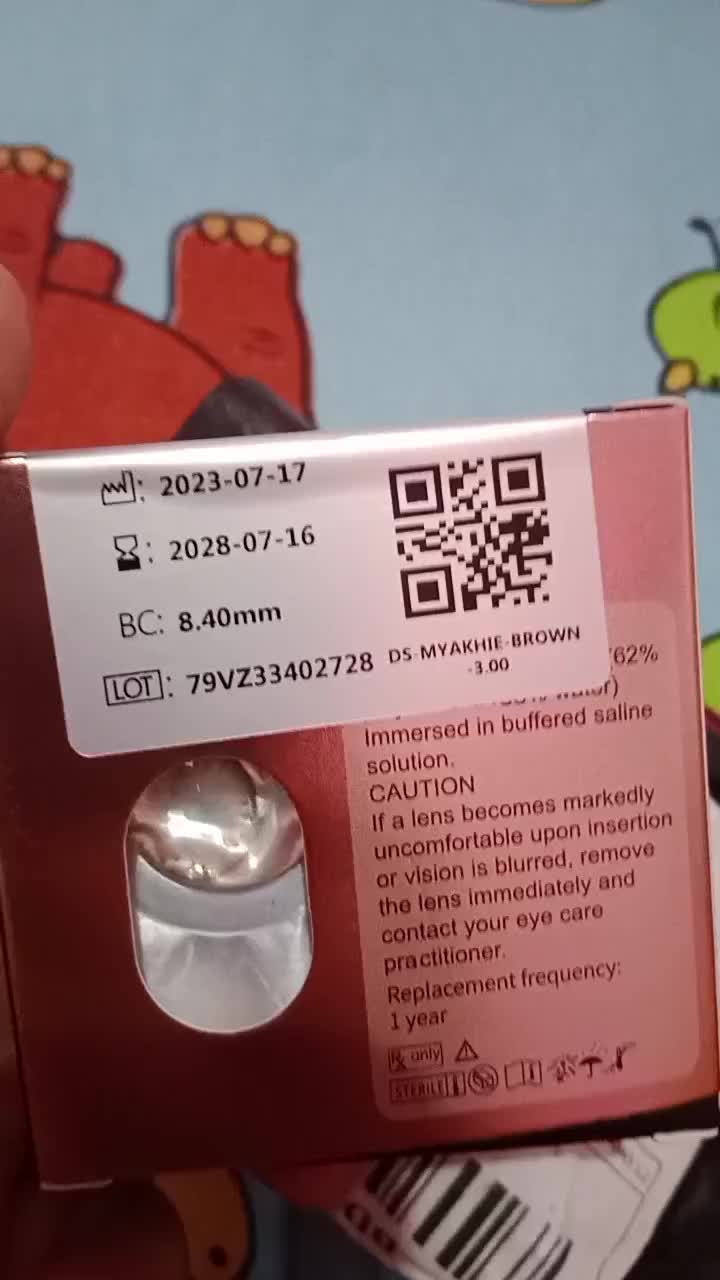 : 2023-07-17
: 2028-07-16
BC: 8.40mm
LOT: 79VZ33402728
DS-MYAKHIE-BROWN
-3.00
(62%
water)
Immersed in buffered saline
solution.
CAUTION
If a lens becomes markedly
uncomfortable upon insertion
or vision is blurred, remove
the lens immediately and
contact your eye care
practitioner.
Replacement frequency:
1 year
Rx only
STERILE